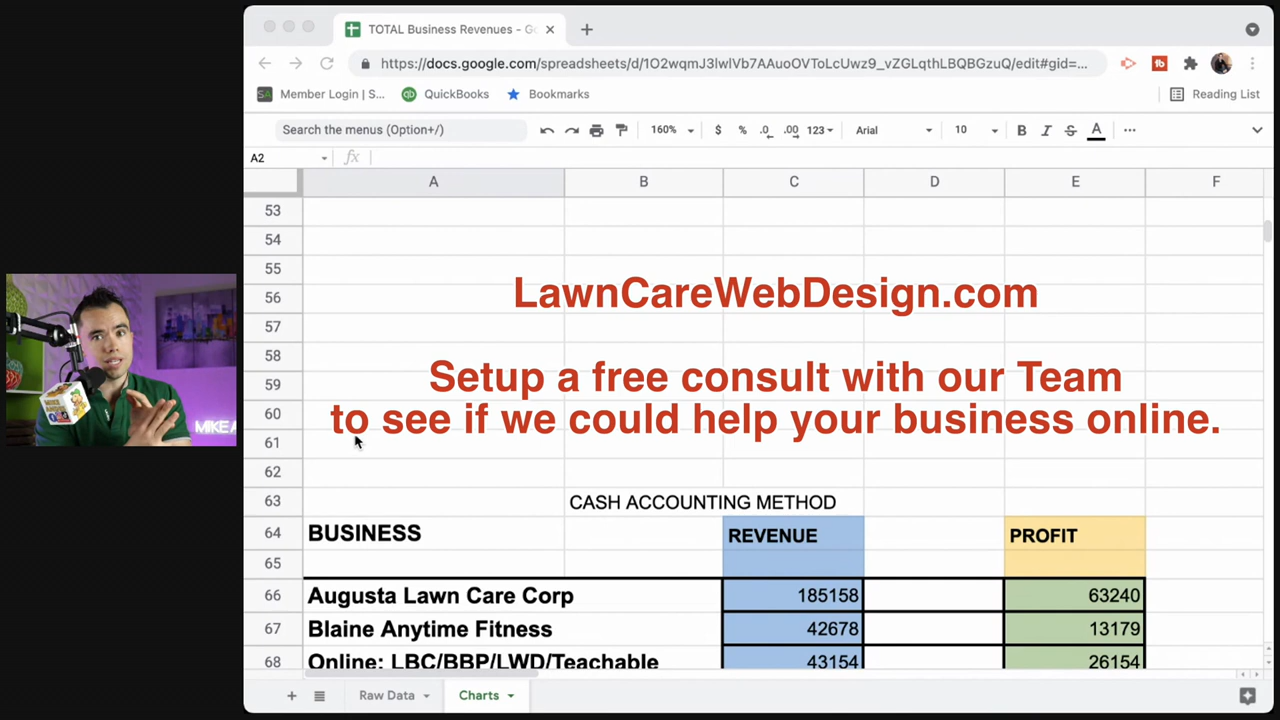 TOTAL Business Revenues - Go
https://docs.google.com/spreadsheets/d/1O2wqmJ3lwlVb7AAuoOVToLcUwz9_vZGLqthLBQBGzuQ/edit#gid=...
SA Member Login | S... qb QuickBooks Bookmarks Reading List
Search the menus (Option+/) 160% $ % .0 .00 123 Arial 10 B I S A
A2 fx
A B C D E F
53
54
55
56
57
58
59
60
61
62
LawnCareWebDesign.com
Setup a free consult with our Team
to see if we could help your business online.
MIKE A
63 CASH ACCOUNTING METHOD
64 BUSINESS REVENUE PROFIT
65
66 Augusta Lawn Care Corp 185158 63240
67 Blaine Anytime Fitness 42678 13179
68 Online: LBC/BBP/LWD/Teachable 43154 26154
+ Raw Data Charts